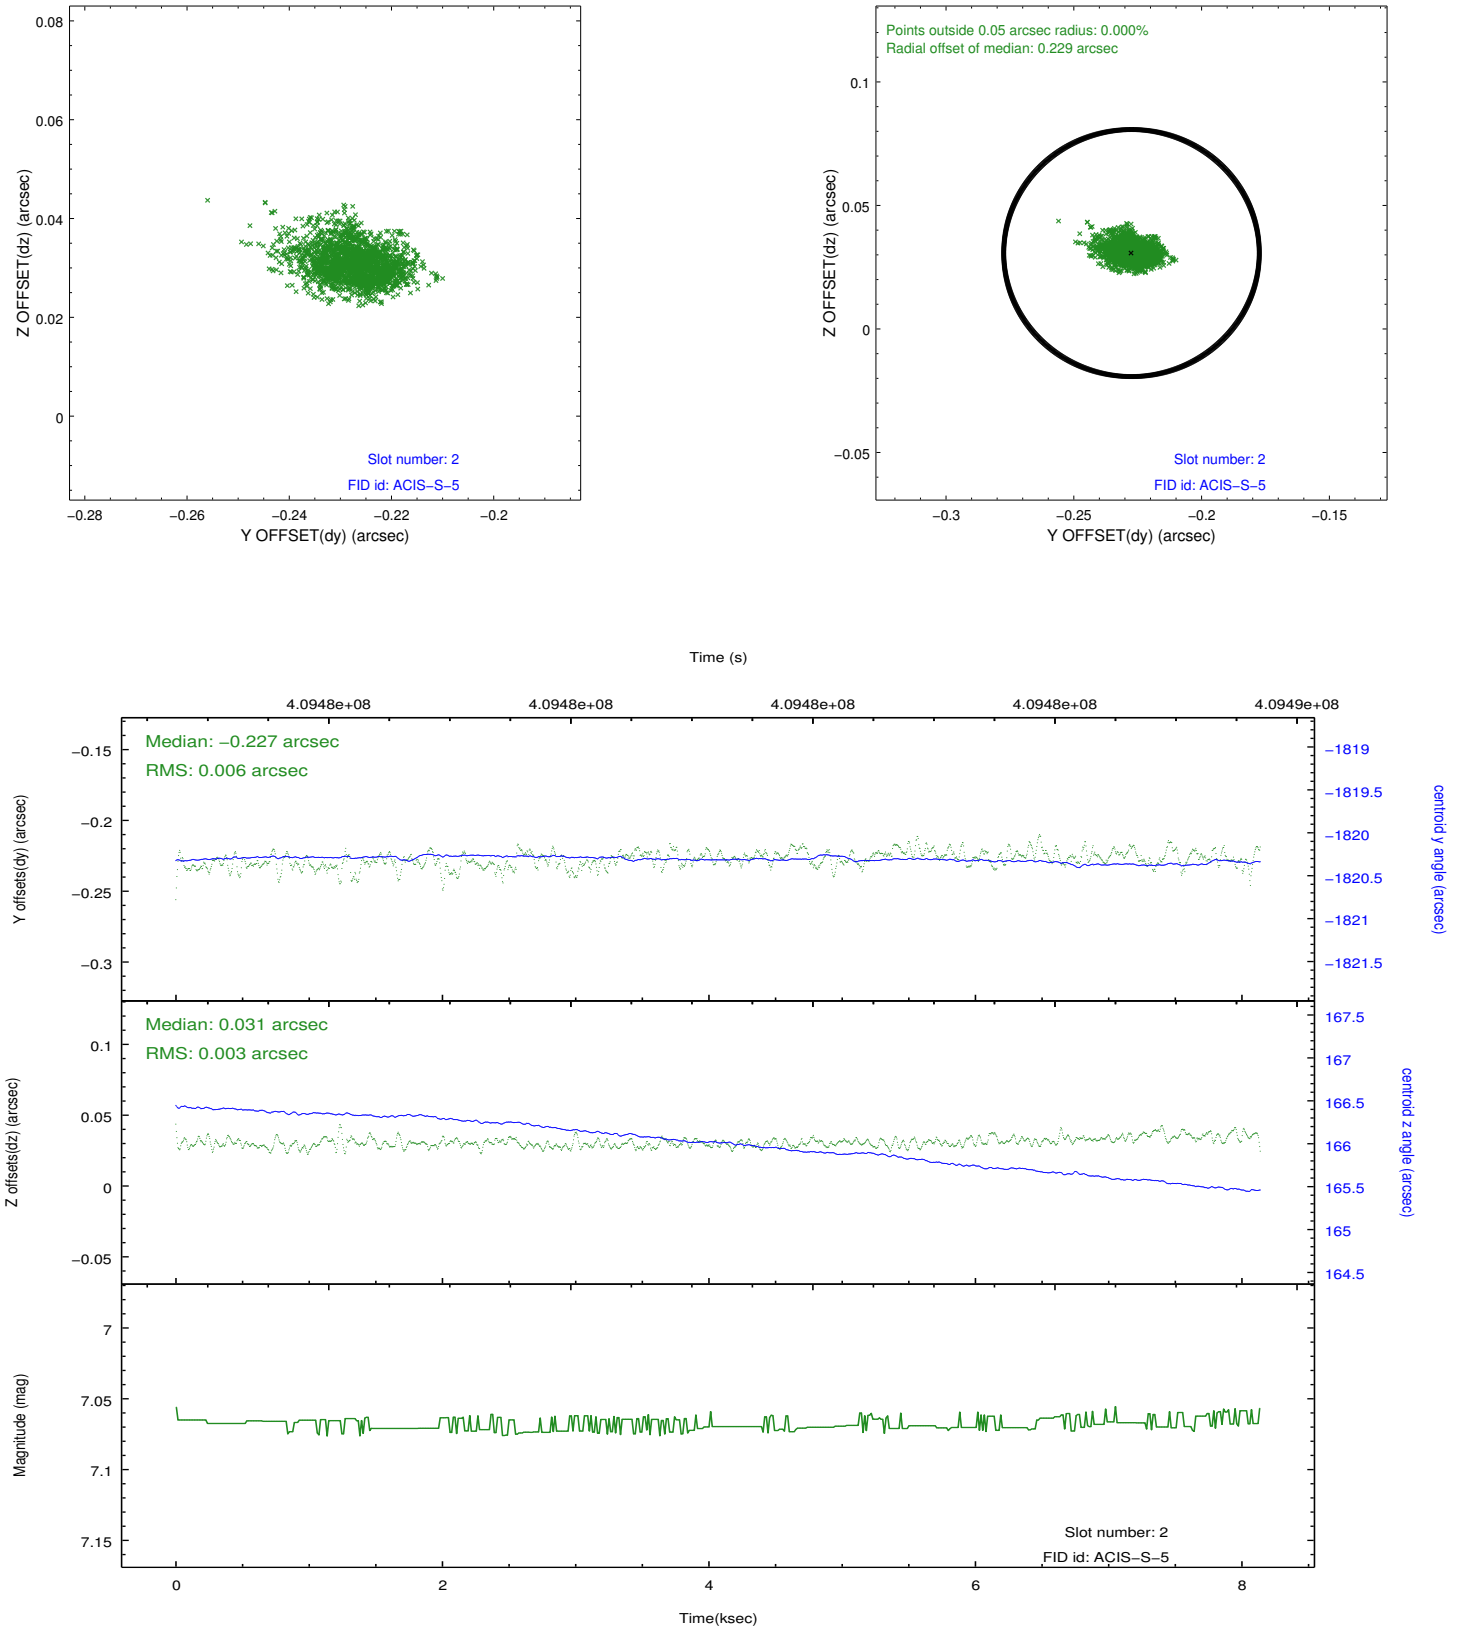 0.08
0.06
0.04
0.02
0
Z OFFSET(dz) (arcsec)
Slot number: 2
FID id: ACIS−S−5
−0.28
−0.26
−0.24
−0.22
−0.2
Y OFFSET(dy) (arcsec)
Points outside 0.05 arcsec radius: 0.000%
Radial offset of median: 0.229 arcsec
0.1
0.05
0
−0.05
Z OFFSET(dz) (arcsec)
Slot number: 2
FID id: ACIS−S−5
−0.3
−0.25
−0.2
−0.15
Y OFFSET(dy) (arcsec)
Time (s)
4.0948e+08
4.0948e+08
4.0948e+08
4.0948e+08
4.0949e+08
Median: −0.227 arcsec
RMS: 0.006 arcsec
−0.15
−0.2
−0.25
−0.3
Y offsets(dy) (arcsec)
−1819
−1819.5
−1820
−1820.5
−1821
−1821.5
centroid y angle (arcsec)
Median: 0.031 arcsec
RMS: 0.003 arcsec
0.1
0.05
0
−0.05
Z offsets(dz) (arcsec)
167.5
167
166.5
166
165.5
165
164.5
centroid z angle (arcsec)
7
7.05
7.1
7.15
Magnitude (mag)
Slot number: 2
FID id: ACIS−S−5
0
2
4
6
8
Time(ksec)